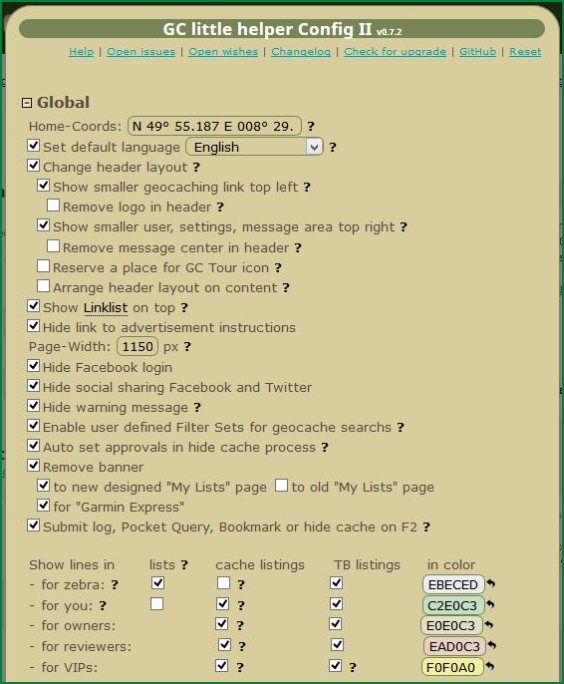 GC little helper Config II v0.7.2
Help | Open issues | Open wishes | Changelog | Check for upgrade | GitHub | Reset
Global
Home-Coords: N 49° 55.187 E 008° 29. ?
Set default language English ?
Change header layout ?
Show smaller geocaching link top left ?
Remove logo in header ?
Show smaller user, settings, message area top right ?
Remove message center in header ?
Reserve a place for GC Tour icon ?
Arrange header layout on content ?
Show Linklist on top ?
Hide link to advertisement instructions
Page-Width: 1150 px ?
Hide Facebook login
Hide social sharing Facebook and Twitter
Hide warning message ?
Enable user defined Filter Sets for geocache searchs ?
Auto set approvals in hide cache process ?
Remove banner
to new designed "My Lists" page to old "My Lists" page
for "Garmin Express"
Submit log, Pocket Query, Bookmark or hide cache on F2 ?
Show lines in lists ? cache listings TB listings in color
- for zebra: ? ? EBECED
- for you: ? ? C2E0C3
- for owners: ? E0E0C3
- for reviewers: ? EAD0C3
- for VIPs: ? ? F0F0A0